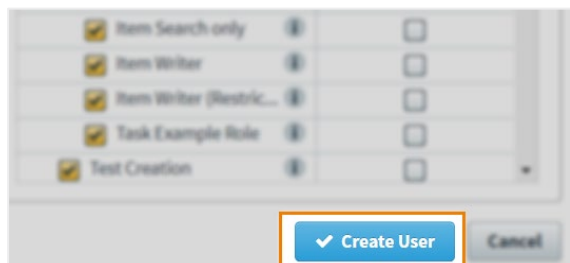 Item Search only
Item Writer
Item Writer (Restric...
Task Example Role
Test Creation
Create User
Cancel